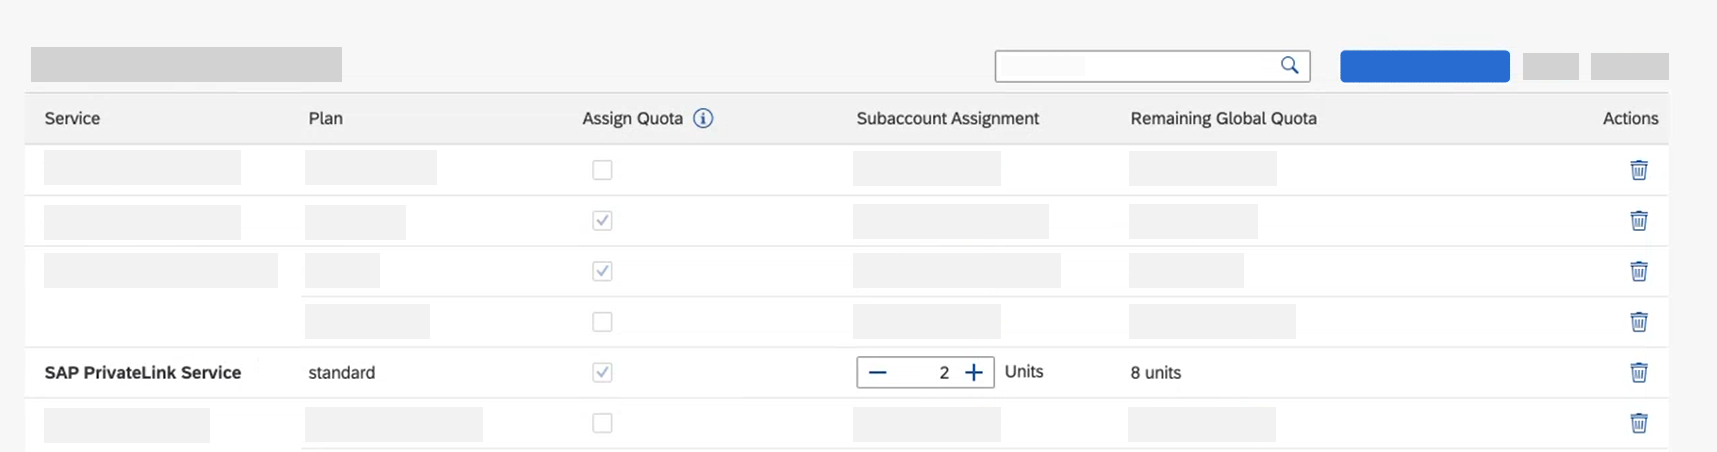 Service Plan Assign Quota Subaccount Assignment Remaining Global Quota Actions
SAP PrivateLink Service standard 2 Units 8 units